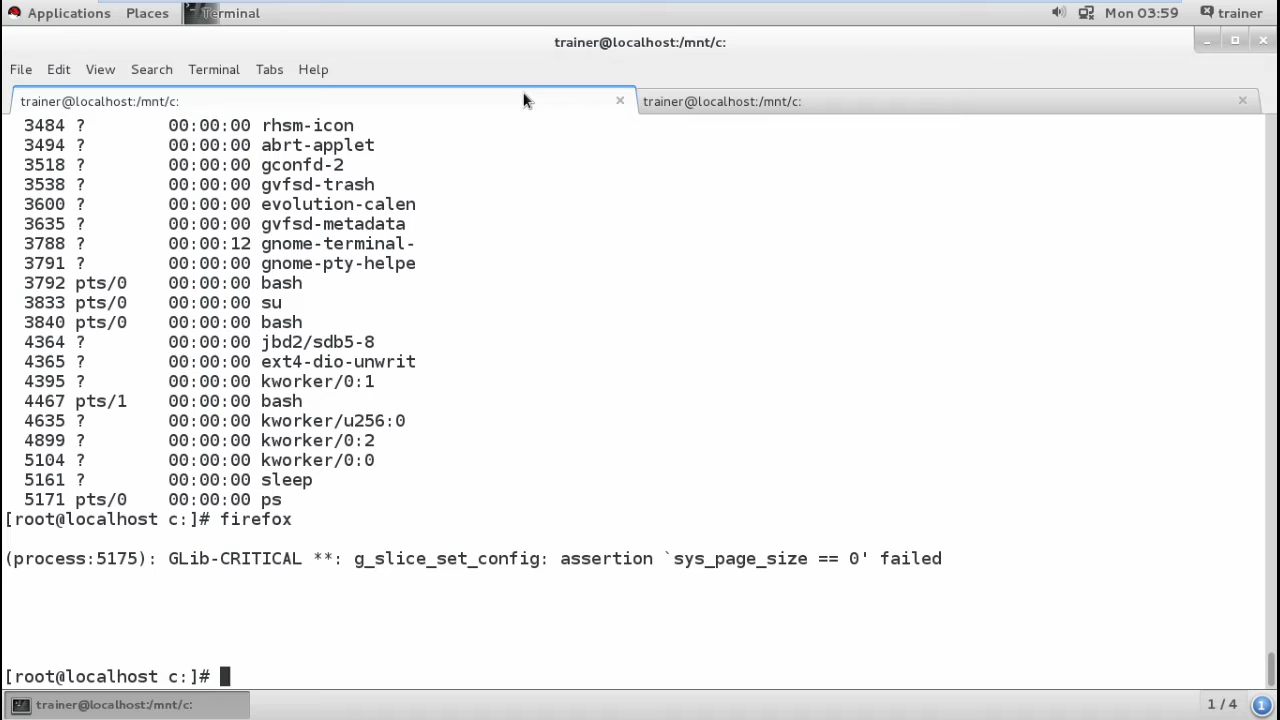 Applications Places Terminal Mon 03:59 trainer
trainer@localhost:/mnt/c:
File Edit View Search Terminal Tabs Help
trainer@localhost:/mnt/c: × trainer@localhost:/mnt/c: ×
3484 ? 00:00:00 rhsm-icon
3494 ? 00:00:00 abrt-applet
3518 ? 00:00:00 gconfd-2
3538 ? 00:00:00 gvfsd-trash
3600 ? 00:00:00 evolution-calen
3635 ? 00:00:00 gvfsd-metadata
3788 ? 00:00:12 gnome-terminal-
3791 ? 00:00:00 gnome-pty-helpe
3792 pts/0 00:00:00 bash
3833 pts/0 00:00:00 su
3840 pts/0 00:00:00 bash
4364 ? 00:00:00 jbd2/sdb5-8
4365 ? 00:00:00 ext4-dio-unwrit
4395 ? 00:00:00 kworker/0:1
4467 pts/1 00:00:00 bash
4635 ? 00:00:00 kworker/u256:0
4899 ? 00:00:00 kworker/0:2
5104 ? 00:00:00 kworker/0:0
5161 ? 00:00:00 sleep
5171 pts/0 00:00:00 ps
[root@localhost c:]# firefox
(process:5175): GLib-CRITICAL **: g_slice_set_config: assertion `sys_page_size == 0' failed
[root@localhost c:]#
trainer@localhost:/mnt/c: 1 / 4 1